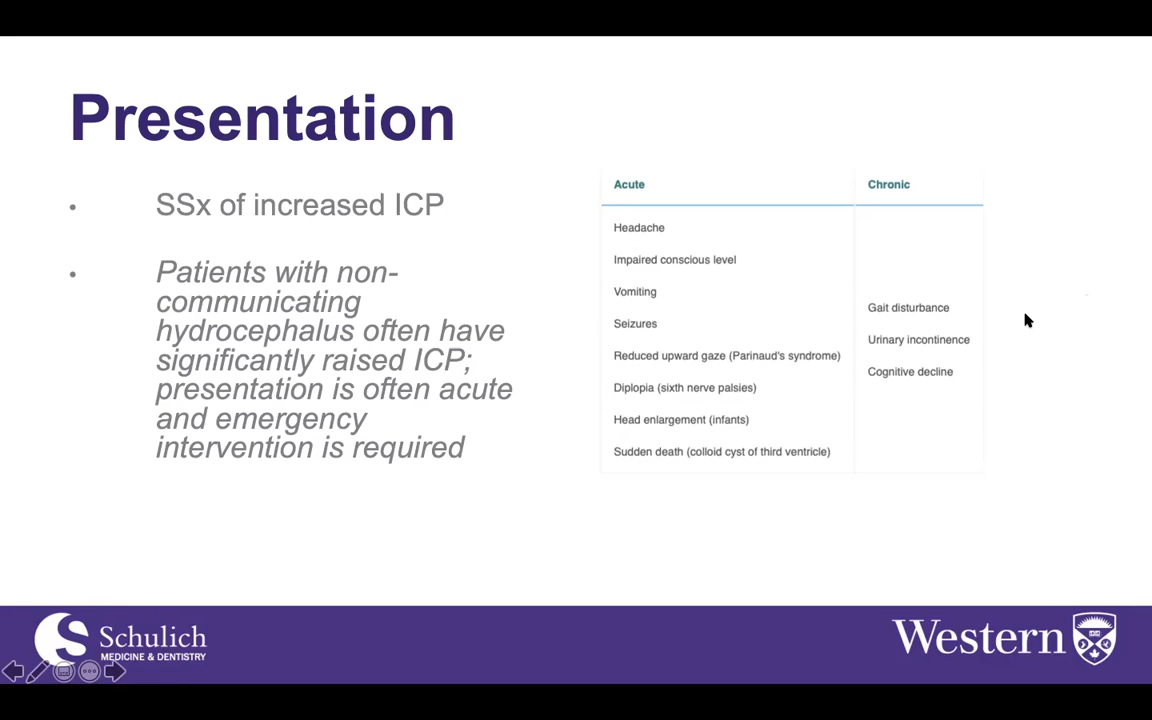 Presentation
• SSx of increased ICP
• Patients with non-
communicating
hydrocephalus often have
significantly raised ICP;
presentation is often acute
and emergency
intervention is required
Acute
Headache
Impaired conscious level
Vomiting
Seizures
Reduced upward gaze (Parinaud's syndrome)
Diplopia (sixth nerve palsies)
Head enlargement (infants)
Sudden death (colloid cyst of third ventricle)
Chronic
Gait disturbance
Urinary incontinence
Cognitive decline
Schulich
MEDICINE & DENTISTRY
Western